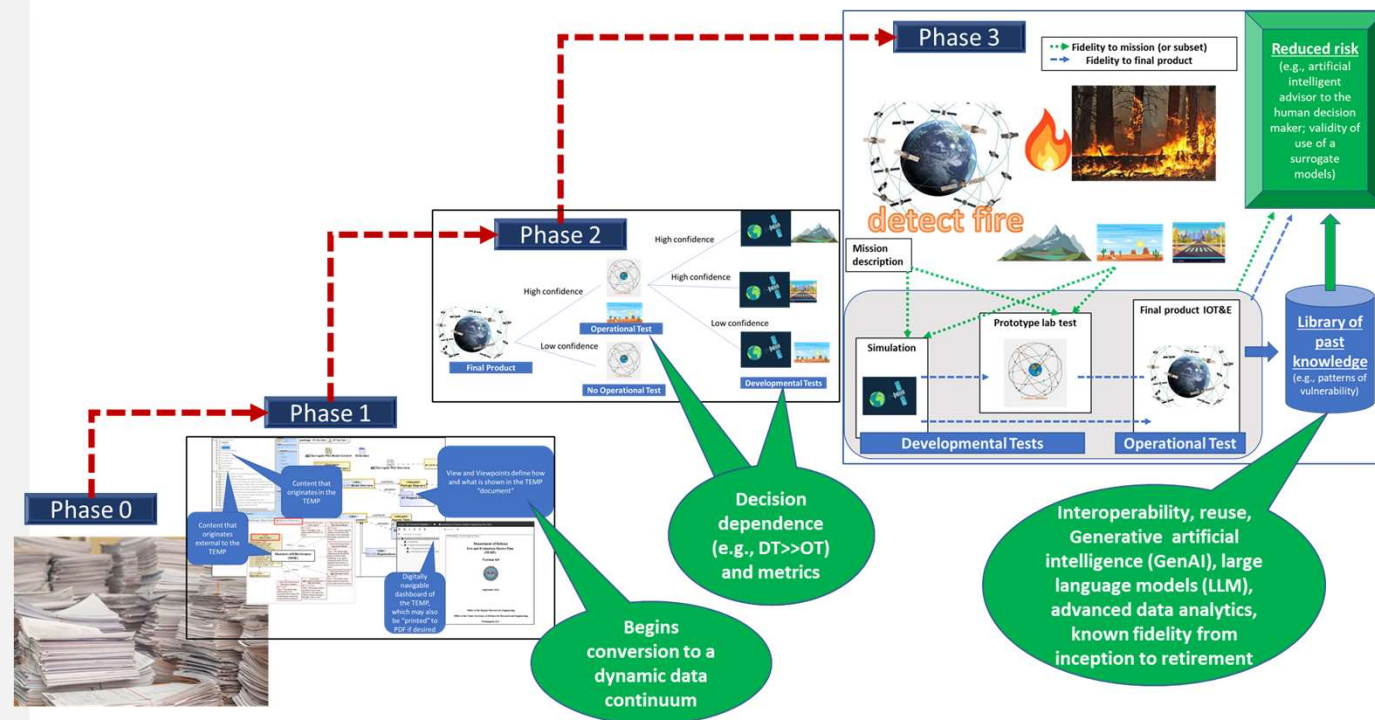 Phase 0
Phase 1
Content that
originates in the
TEMP
Content that
originates
external to the
TEMP
View and Viewpoints define how
and what is shown in the TEMP
“document”
Digitally
navigable
dashboard of
the TEMP,
which may also
be “printed” to
PDF if desired
Begins
conversion to a
dynamic data
continuum
Phase 2
High confidence
High confidence
High confidence
Low confidence
Low confidence
Operational Test
Final Product
No Operational Test
Developmental Tests
Decision
dependence
(e.g., DT>>OT)
and metrics
Phase 3
Fidelity to mission (or subset)
Fidelity to final product
detect fire
Mission
description
Simulation
Prototype lab test
Final product IOT&E
Developmental Tests
Operational Test
Reduced risk
(e.g., artificial
intelligent
advisor to the
human decision
maker; validity of
use of a
surrogate
models)
Library of
past
knowledge
(e.g., patterns of
vulnerability)
Interoperability, reuse,
Generative artificial
intelligence (GenAI), large
language models (LLM),
advanced data analytics,
known fidelity from
inception to retirement